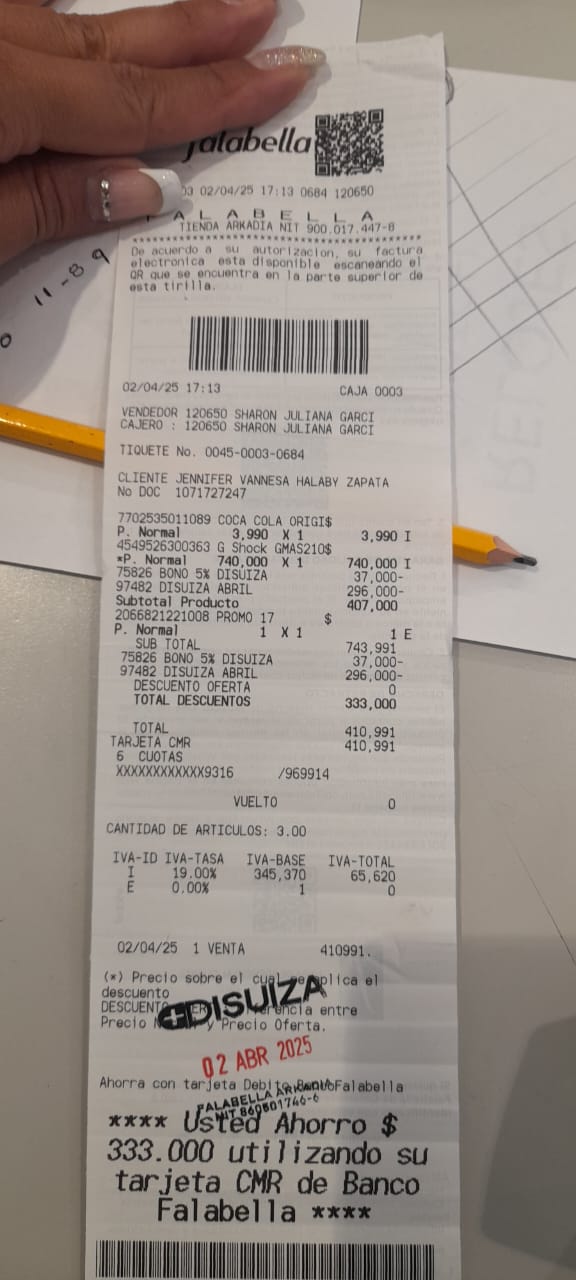 falabella
03 02/04/25 17:13 0684 120650
A L A B E L L A
TIENDA ARKADIA NIT 900.017.447-8
****************************************
De acuerdo a su autorizacion, su factura
electronica esta disponible escaneando el
QR que se encuentra en la parte superior de
esta tirilla.
11-89
02/04/25 17:13 CAJA 0003
VENDEDOR 120650 SHARON JULIANA GARCI
CAJERO : 120650 SHARON JULIANA GARCI
TIQUETE No. 0045-0003-0684
CLIENTE JENNIFER VANNESA HALABY ZAPATA
No DOC 1071727247
7702535011089 COCA COLA ORIGI$
P. Normal 3,990 X 1 3,990 I
4549526300363 G Shock GMAS210$
*P. Normal 740,000 X 1 740,000 I
75826 BONO 5% DISUIZA 37,000-
97482 DISUIZA ABRIL 296,000-
Subtotal Producto 407,000
2066821221008 PROMO 17 $
P. Normal 1 X 1 1 E
SUB TOTAL 743,991
75826 BONO 5% DISUIZA 37,000-
97482 DISUIZA ABRIL 296,000-
DESCUENTO OFERTA 0
TOTAL DESCUENTOS 333,000
TOTAL 410,991
TARJETA CMR 410,991
6 CUOTAS
XXXXXXXXXXXX9316 /969914
VUELTO 0
CANTIDAD DE ARTICULOS: 3.00
IVA-ID IVA-TASA IVA-BASE IVA-TOTAL
I 19.00% 345,370 65,620
E 0.00% 1 0
02/04/25 1 VENTA 410991.
(*) Precio sobre el cual se aplica el
descuento
DISUIZA
Precio y Precio Oferta.
02 ABR 2025
Ahorra con tarjeta Debito Falabella
FALABELLA ARKADIA
NIT 860501746-6
**** Usted Ahorro $
333.000 utilizando su
tarjeta CMR de Banco
Falabella ****